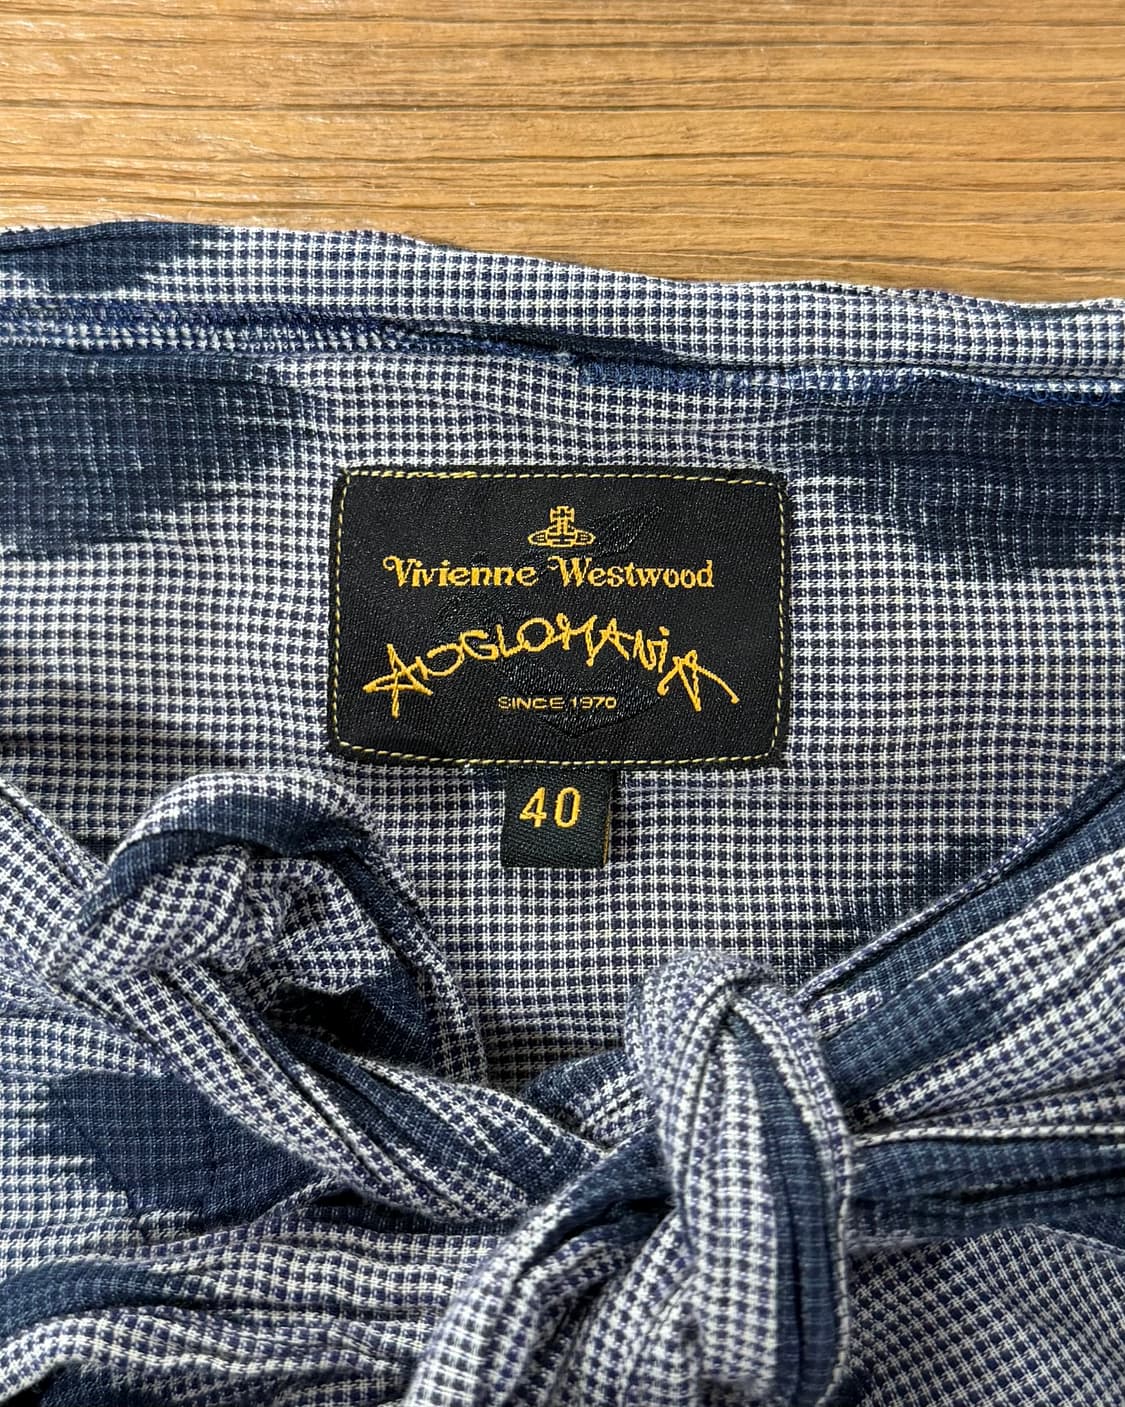 Vivienne Westwood
ANGLOMANiA
SINCE 1970
40